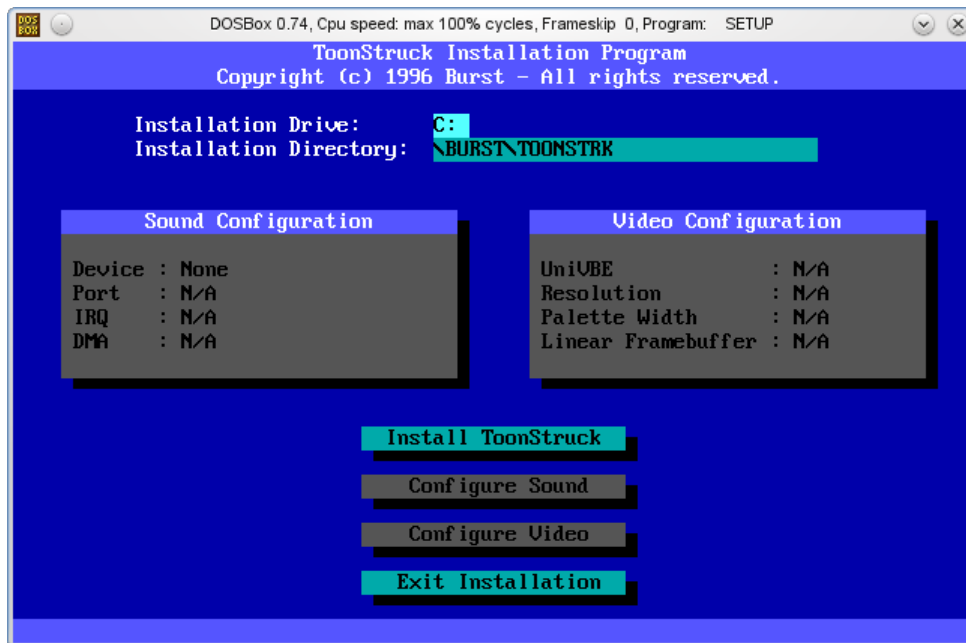 DOS BOX
DOSBox 0.74, Cpu speed: max 100% cycles, Frameskip 0, Program: SETUP
ToonStruck Installation Program
Copyright (c) 1996 Burst - All rights reserved.
Installation Drive: C:
Installation Directory: \BURST\TOONSTRK
Sound Configuration
Device : None
Port : N/A
IRQ : N/A
DMA : N/A
Video Configuration
UniVBE : N/A
Resolution : N/A
Palette Width : N/A
Linear Framebuffer : N/A
Install ToonStruck
Configure Sound
Configure Video
Exit Installation